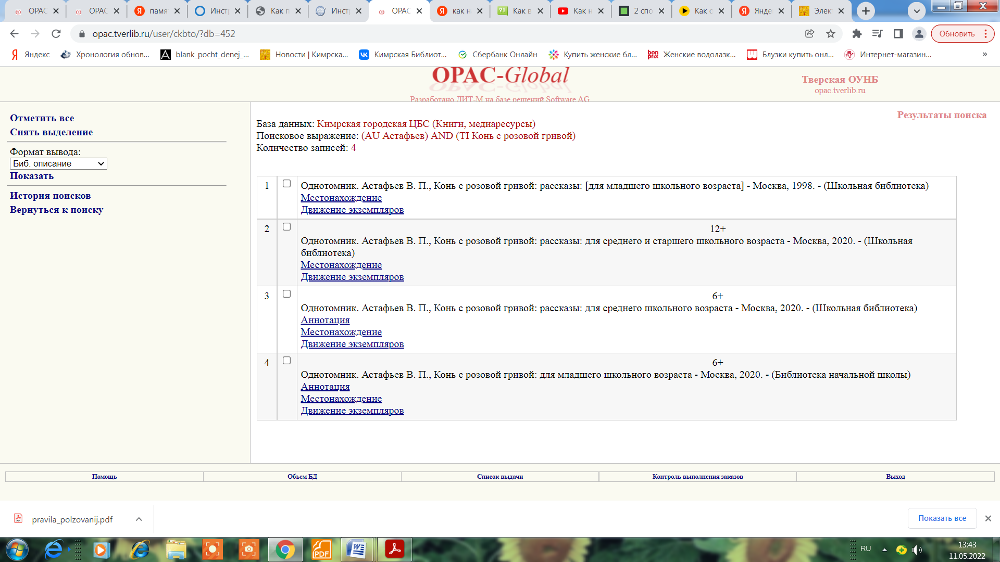 OPAC
OPAC
памя
Инст
Как п
Инст
OPAC
как н
Как в
Как н
2 спо
Как с
Янде
Элек
opac.tverlib.ru/user/ckbto/?db=452
Обновить
Яндекс
Хронология обнов...
blank_pocht_denej_...
Новости | Кимрска...
Кимрская Библиот...
Сбербанк Онлайн
Купить женские бл...
Женские водолазк...
Блузки купить онл...
Интернет-магазин...
»
OPAC-Global
Разработано ДИТ-М на базе решений Software AG
Тверская ОУНБ
opac.tverlib.ru
Отметить все
Снять выделение
Формат вывода:
Биб. описание
Показать
История поисков
Вернуться к поиску
Результаты поиска
База данных: Кимрская городская ЦБС (Книги, медиаресурсы)
Поисковое выражение: (AU Астафьев) AND (TI Конь с розовой гривой)
Количество записей: 4
1
Однотомник. Астафьев В. П., Конь с розовой гривой: рассказы: [для младшего школьного возраста] - Москва, 1998. - (Школьная библиотека)
Местонахождение
Движение экземпляров
2
12+
Однотомник. Астафьев В. П., Конь с розовой гривой: рассказы: для среднего и старшего школьного возраста - Москва, 2020. - (Школьная
библиотека)
Местонахождение
Движение экземпляров
3
6+
Однотомник. Астафьев В. П., Конь с розовой гривой: рассказы: для среднего школьного возраста - Москва, 2020. - (Школьная библиотека)
Аннотация
Местонахождение
Движение экземпляров
4
6+
Однотомник. Астафьев В. П., Конь с розовой гривой: для младшего школьного возраста - Москва, 2020. - (Библиотека начальной школы)
Аннотация
Местонахождение
Движение экземпляров
Помощь
Объем БД
Список выдачи
Контроль выполнения заказов
Выход
pravila_polzovanij.pdf
Показать все
PDF
RU
13:43
11.05.2022